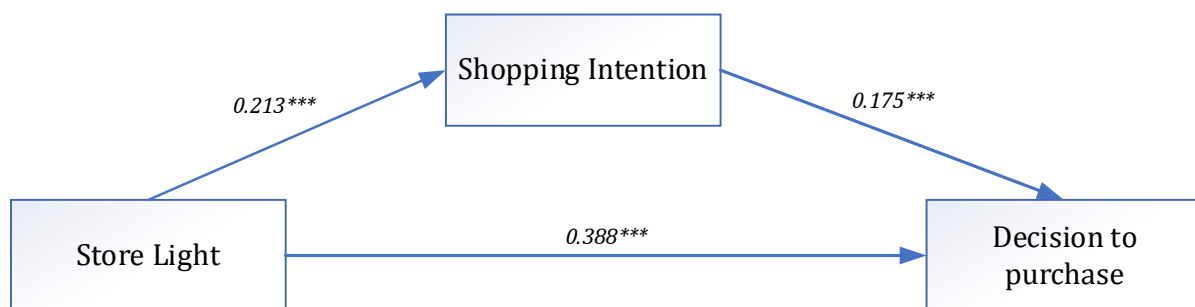 Shopping Intention
0.213***
0.175***
Store Light
0.388***
Decision to
purchase